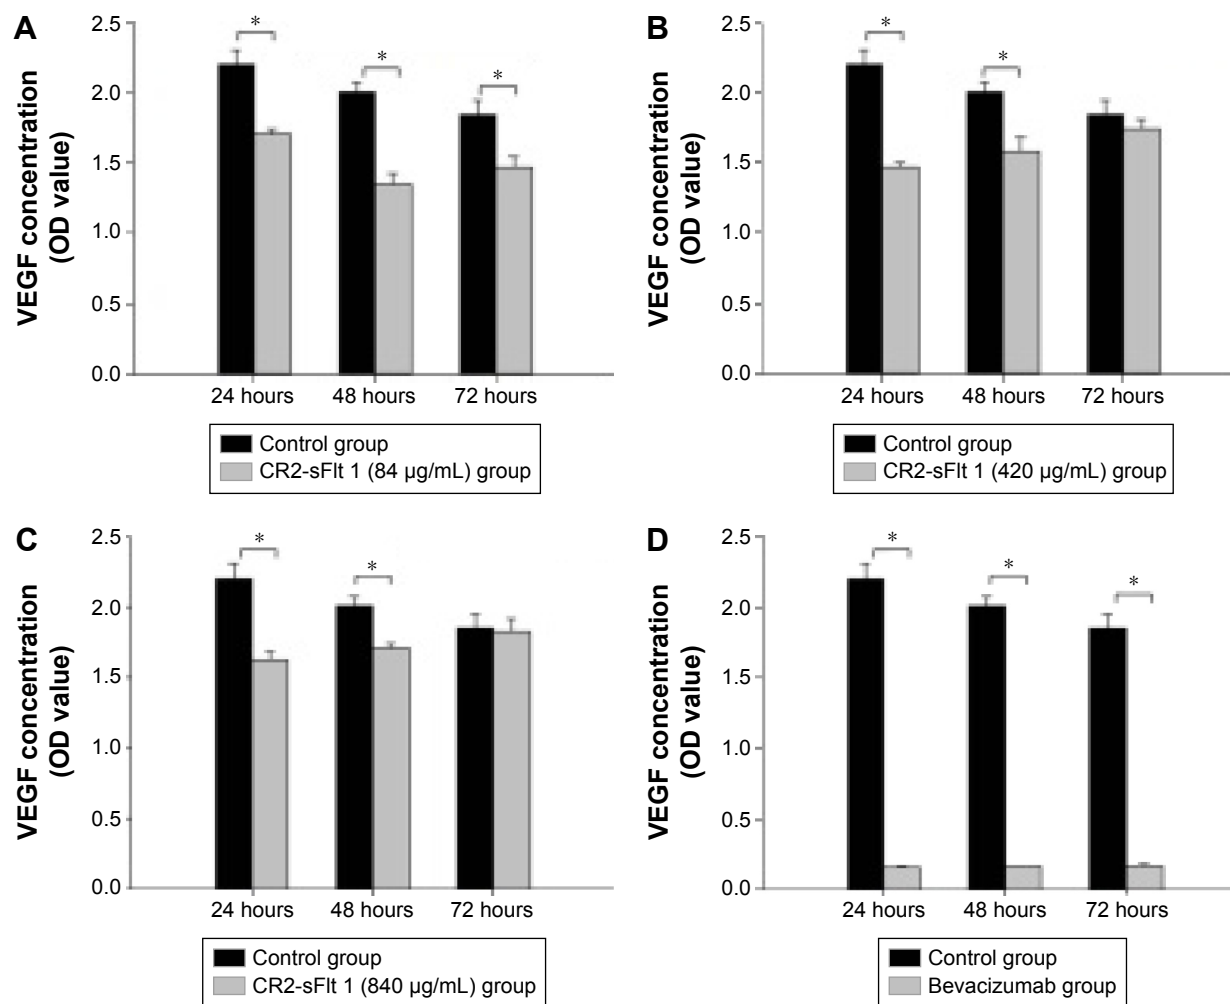 A
VEGF concentration
(OD value)
2.5
2.0
1.5
1.0
0.5
0.0
*
*
*
24 hours
48 hours
72 hours
Control group
CR2-sFlt 1 (84 µg/mL) group
B
VEGF concentration
(OD value)
2.5
2.0
1.5
1.0
0.5
0.0
*
*
24 hours
48 hours
72 hours
Control group
CR2-sFlt 1 (420 µg/mL) group
C
VEGF concentration
(OD value)
2.5
2.0
1.5
1.0
0.5
0.0
*
*
24 hours
48 hours
72 hours
Control group
CR2-sFlt 1 (840 µg/mL) group
D
VEGF concentration
(OD value)
2.5
2.0
1.5
1.0
0.5
0.0
*
*
*
24 hours
48 hours
72 hours
Control group
Bevacizumab group